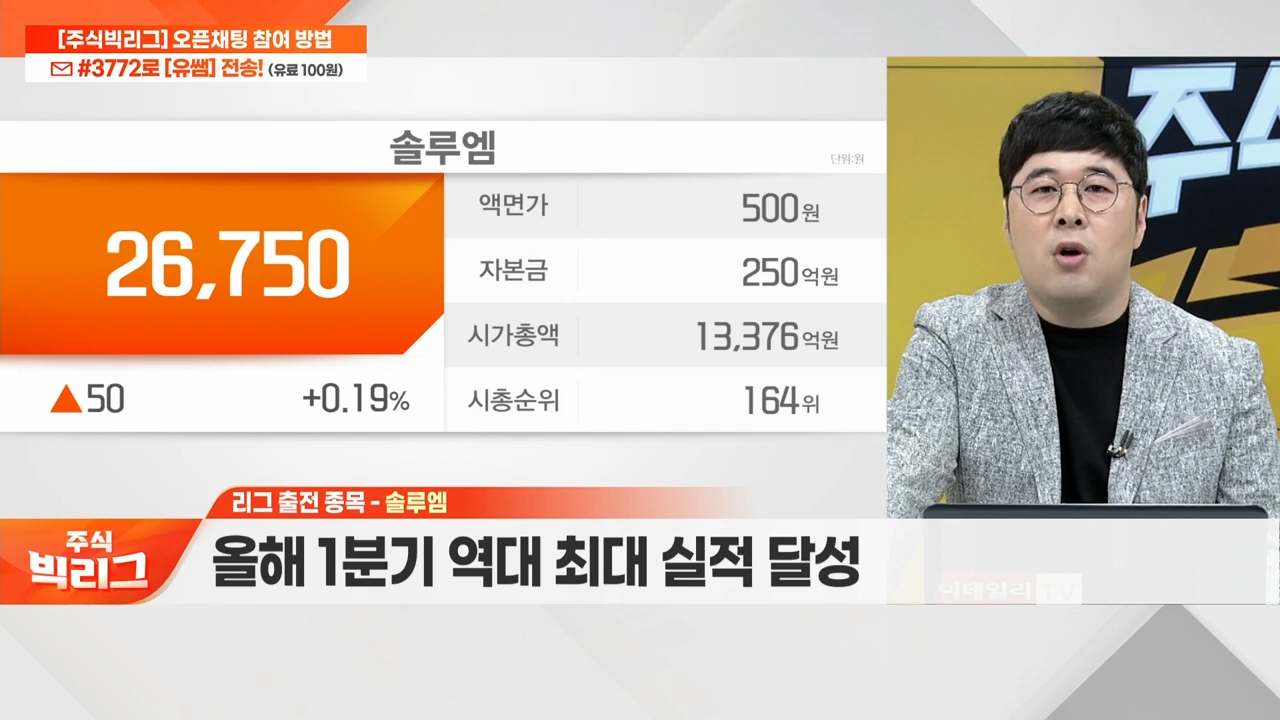 [주식빅리그] 오픈채팅 참여 방법
#3772로 [유쌤] 전송! (유료 100원)
솔루엠
단위:원
26,750
▲50 +0.19%
액면가 500원
자본금 250억원
시가총액 13,376억원
시총순위 164위
주식
리그 출전 종목 - 솔루엠
주식
빅리그
올해 1분기 역대 최대 실적 달성
이데일리 TV